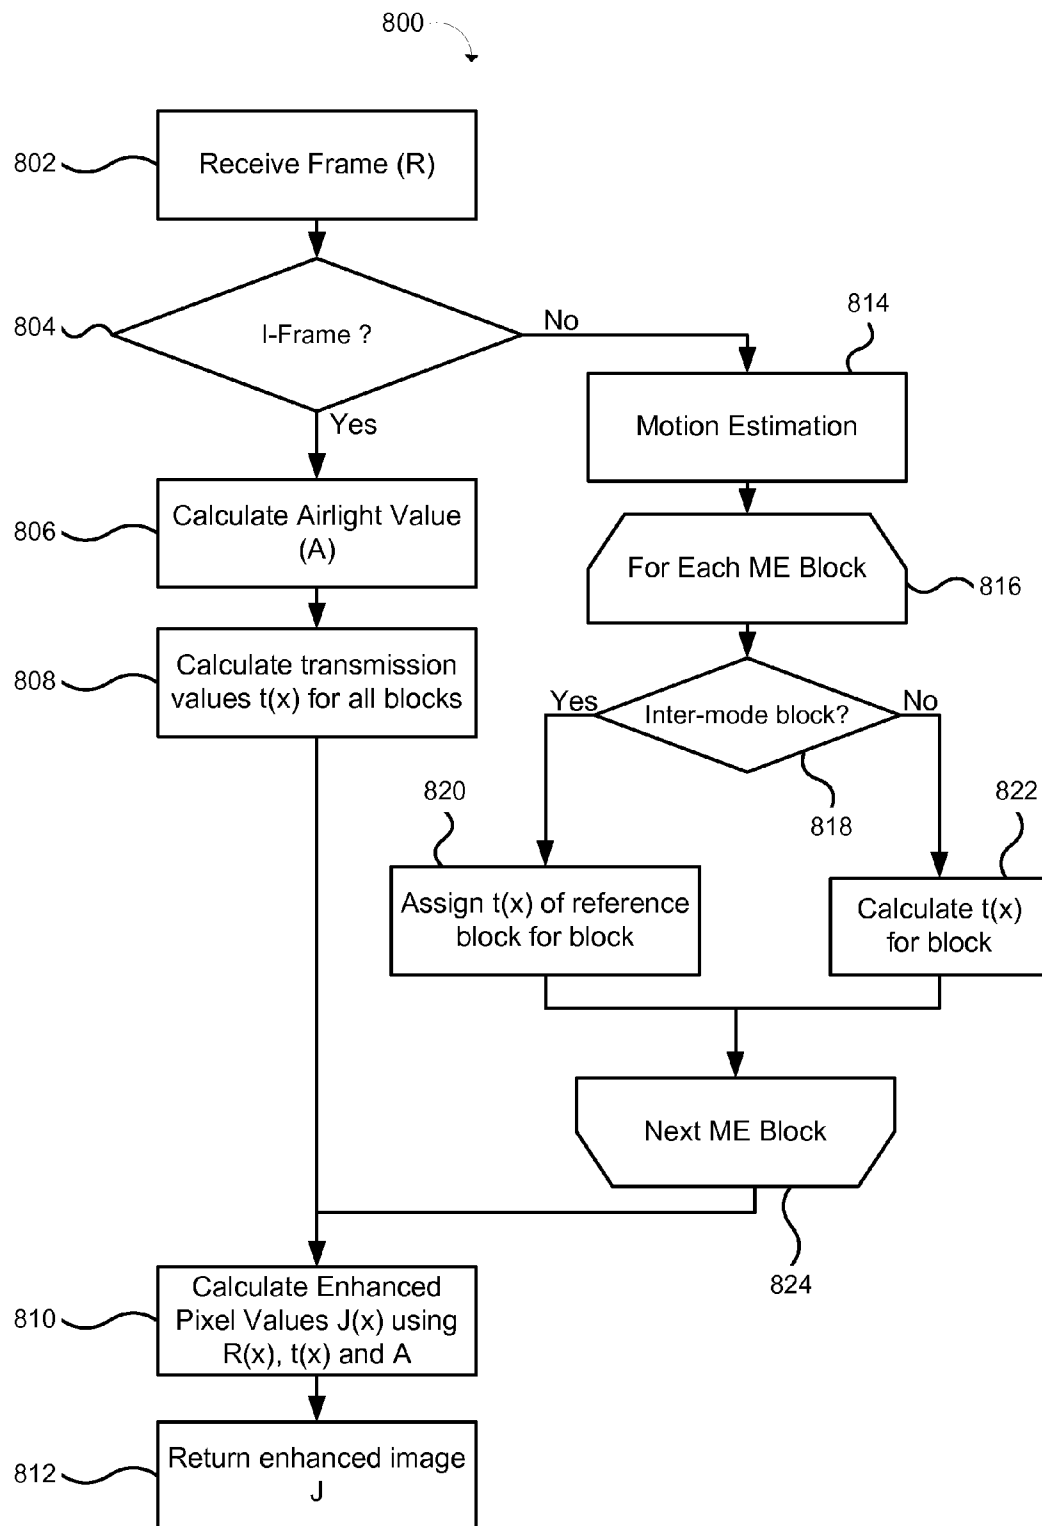 800
802
Receive Frame (R)
804
I-Frame ?
No
Yes
814
Motion Estimation
806
Calculate Airlight Value
(A)
For Each ME Block
816
808
Calculate transmission
values t(x) for all blocks
Yes
Inter-mode block?
No
818
820
822
Assign t(x) of reference
block for block
Calculate t(x)
for block
Next ME Block
824
810
Calculate Enhanced
Pixel Values J(x) using
R(x), t(x) and A
812
Return enhanced image
J